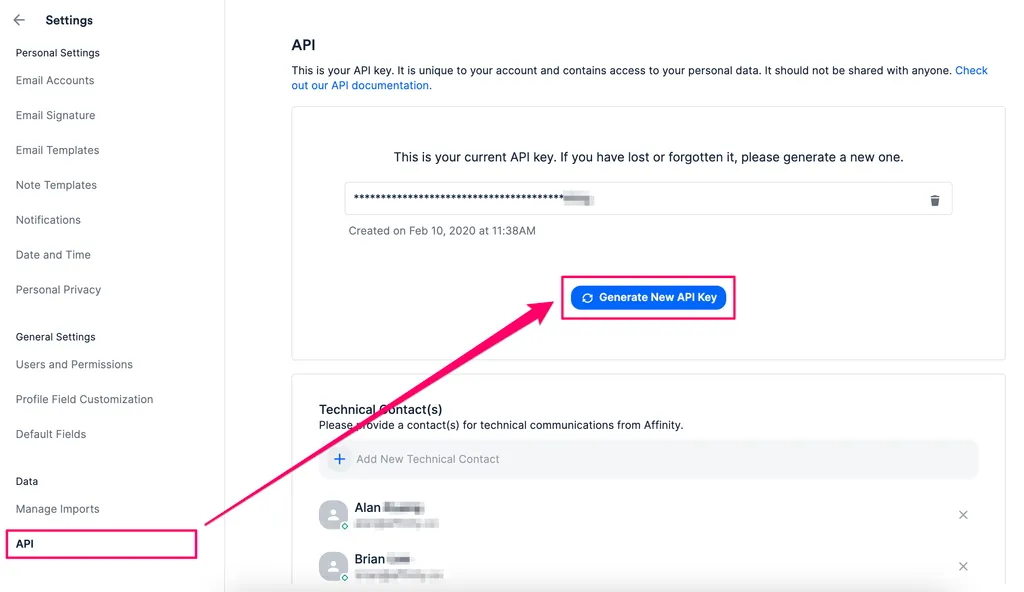 Settings
Personal Settings
Email Accounts
Email Signature
Email Templates
Note Templates
Notifications
Date and Time
Personal Privacy
General Settings
Users and Permissions
Profile Field Customization
Default Fields
Data
Manage Imports
API
API
This is your API key. It is unique to your account and contains access to your personal data. It should not be shared with anyone. Check
out our API documentation.
This is your current API key. If you have lost or forgotten it, please generate a new one.
***************************************
Created on Feb 10, 2020 at 11:38AM
Generate New API Key
Technical Contact(s)
Please provide a contact(s) for technical communications from Affinity.
Add New Technical Contact
Alan
Brian